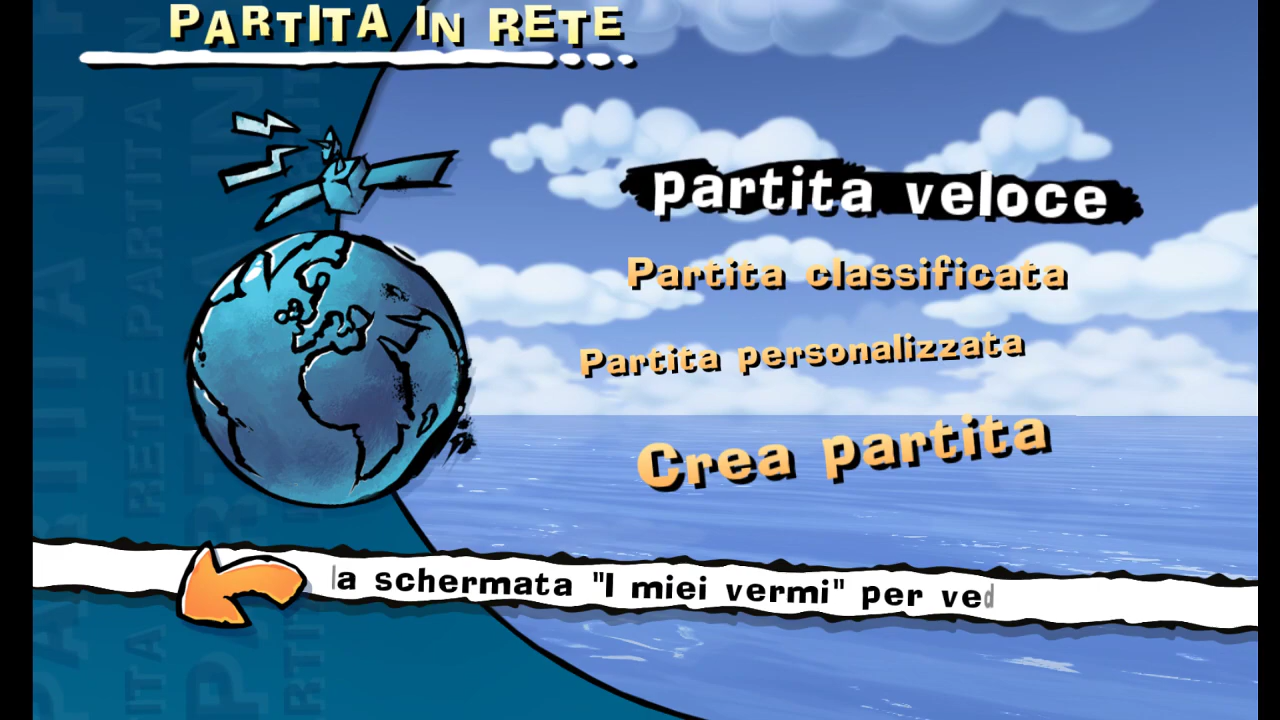 PARTITA IN RETE
partita veloce
Partita classificata
Partita personalizzata
Crea partita
la schermata "I miei vermi" per ved